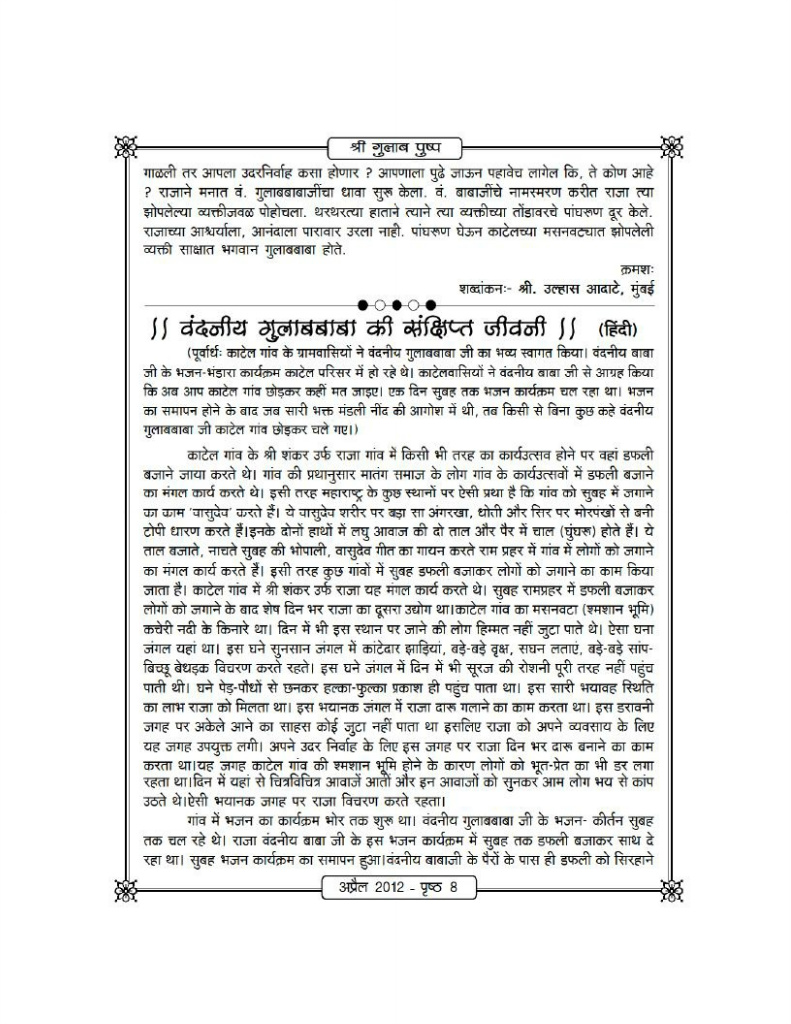 श्री गुलाब पुष्प
गाळली तर आपला उदरनिर्वाह कसा होणार ? आपणाला पुढे जाऊन पहावेच लागेल कि, ते कोण आहे
? राजाने मनात वं. गुलाबबाबाजींचा धावा सुरू केला. वं. बाबाजींचे नामस्मरण करीत राजा त्या
झोपलेल्या व्यक्तीजवळ पोहोचला. थरथरत्या हाताने त्याने त्या व्यक्तीच्या तोंडावरचे पांघरूण दूर केले.
राजाच्या आश्चर्याला, आनंदाला पारावार उरला नाही. पांघरूण घेऊन काटेलच्या मसनवट्यात झोपलेली
व्यक्ती साक्षात भगवान गुलाबबाबा होते.
क्रमशः
शब्दांकनः- श्री. उल्हास आवाटे, मुंबई
|| वंदनीय गुलाबबाबा की संक्षिप्त जीवनी || (हिंदी)
(पूर्वार्धः काटेल गांव के ग्रामवासियों ने वंदनीय गुलाबबाबा जी का भव्य स्वागत किया। वंदनीय बाबा
जी के भजन-भंडारा कार्यक्रम काटेल परिसर में हो रहे थे। काटेलवासियों ने वंदनीय बाबा जी से आग्रह किया
कि अब आप काटेल गांव छोड़कर कहीं मत जाइए। एक दिन सुबह तक भजन कार्यक्रम चल रहा था। भजन
का समापन होने के बाद जब सारी भक्त मंडली नींद की आगोश में थी, तब किसी से बिना कुछ कहे वंदनीय
गुलाबबाबा जी काटेल गांव छोड़कर चले गए।)
काटेल गांव के श्री शंकर उर्फ राजा गांव में किसी भी तरह का कार्यउत्सव होने पर वहां डफली
बजाने जाया करते थे। गांव की प्रथानुसार मातंग समाज के लोग गांव के कार्यउत्सवों में डफली बजाने
का मंगल कार्य करते थे। इसी तरह महाराष्ट्र के कुछ स्थानों पर ऐसी प्रथा है कि गांव को सुबह में जगाने
का काम 'वासुदेव' करते हैं। ये वासुदेव शरीर पर बड़ा सा अंगरखा, धोती और सिर पर मोरपंखों से बनी
टोपी धारण करते हैं।इनके दोनों हाथों में लघु आवाज की दो ताल और पैर में चाल (घुंघरू) होते हैं। ये
ताल बजाते, नाचते सुबह की भोपाली, वासुदेव गीत का गायन करते राम प्रहर में गांव में लोगों को जगाने
का मंगल कार्य करते हैं। इसी तरह कुछ गांवों में सुबह डफली बजाकर लोगों को जगाने का काम किया
जाता है। काटेल गांव में श्री शंकर उर्फ राजा यह मंगल कार्य करते थे। सुबह रामप्रहर में डफली बजाकर
लोगों को जगाने के बाद शेष दिन भर राजा का दूसरा उद्योग था।काटेल गांव का मसनवटा (श्मशान भूमि)
कचेरी नदी के किनारे था। दिन में भी इस स्थान पर जाने की लोग हिम्मत नहीं जुटा पाते थे। ऐसा घना
जंगल यहां था। इस घने सुनसान जंगल में कांटेदार झाड़ियां, बड़े-बड़े वृक्ष, सघन लताएं, बड़े-बड़े सांप-
बिच्छू बेधड़क विचरण करते रहते। इस घने जंगल में दिन में भी सूरज की रोशनी पूरी तरह नहीं पहुंच
पाती थी। घने पेड़-पौधों से छनकर हल्का-फुल्का प्रकाश ही पहुंच पाता था। इस सारी भयावह स्थिति
का लाभ राजा को मिलता था। इस भयानक जंगल में राजा दारू गलाने का काम करता था। इस डरावनी
जगह पर अकेले आने का साहस कोई जुटा नहीं पाता था इसलिए राजा को अपने व्यवसाय के लिए
यह जगह उपयुक्त लगी। अपने उदर निर्वाह के लिए इस जगह पर राजा दिन भर दारू बनाने का काम
करता था।यह जगह काटेल गांव की श्मशान भूमि होने के कारण लोगों को भूत-प्रेत का भी डर लगा
रहता था।दिन में यहां से चित्रविचित्र आवाजें आतीं और इन आवाजों को सुनकर आम लोग भय से कांप
उठते थे।ऐसी भयानक जगह पर राजा विचरण करते रहता।
गांव में भजन का कार्यक्रम भोर तक शुरू था। वंदनीय गुलाबबाबा जी के भजन- कीर्तन सुबह
तक चल रहे थे। राजा वंदनीय बाबा जी के इस भजन कार्यक्रम में सुबह तक डफली बजाकर साथ दे
रहा था। सुबह भजन कार्यक्रम का समापन हुआ।वंदनीय बाबाजी के पैरों के पास ही डफली को सिरहाने
अप्रैल 2012 - पृष्ठ 8